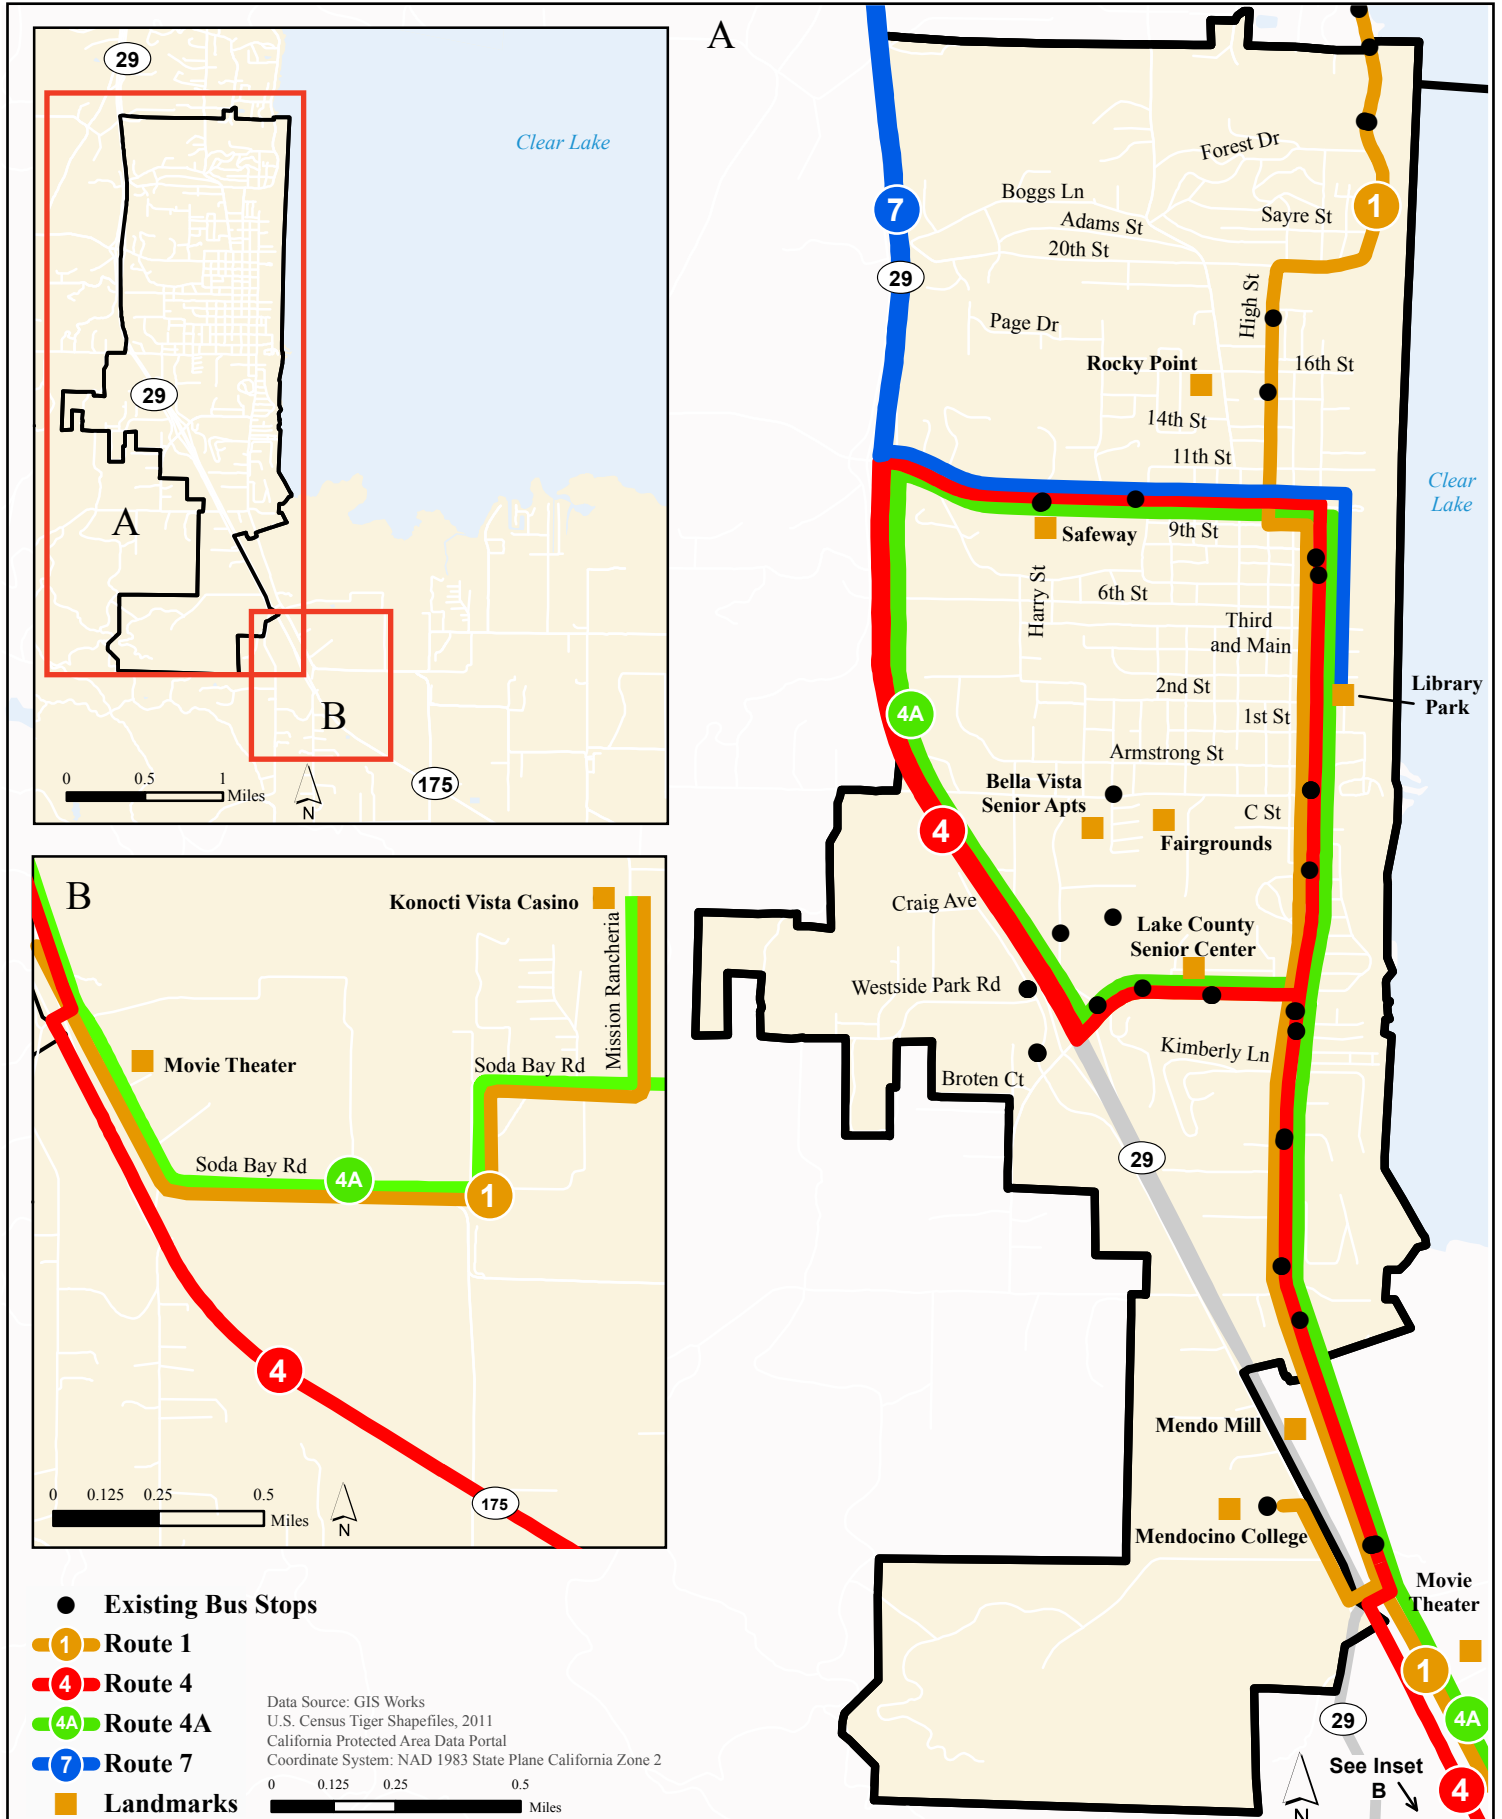 29
Clear Lake
29
A
B
0 0.5 1
Miles
N
175
B
Konocti Vista Casino
Mission Rancheria
Movie Theater
Soda Bay Rd
Soda Bay Rd
4A
1
4
175
0 0.125 0.25 0.5
Miles
N
Existing Bus Stops
1 Route 1
4 Route 4
4A Route 4A
7 Route 7
Landmarks
Data Source: GIS Works
U.S. Census Tiger Shapefiles, 2011
California Protected Area Data Portal
Coordinate System: NAD 1983 State Plane California Zone 2
0 0.125 0.25 0.5
Miles
A
Forest Dr
Boggs Ln
7
1
Sayre St
Adams St
20th St
29
High St
Page Dr
Rocky Point
16th St
14th St
11th St
Clear
Lake
Safeway
9th St
Harry St
6th St
Third
and Main
2nd St
Library
Park
1st St
4A
Armstrong St
Bella Vista
Senior Apts
C St
4
Fairgrounds
Craig Ave
Lake County
Senior Center
Westside Park Rd
Kimberly Ln
Broten Ct
29
Mendo Mill
Mendocino College
Movie
Theater
1
29
4A
See Inset
B
4
N